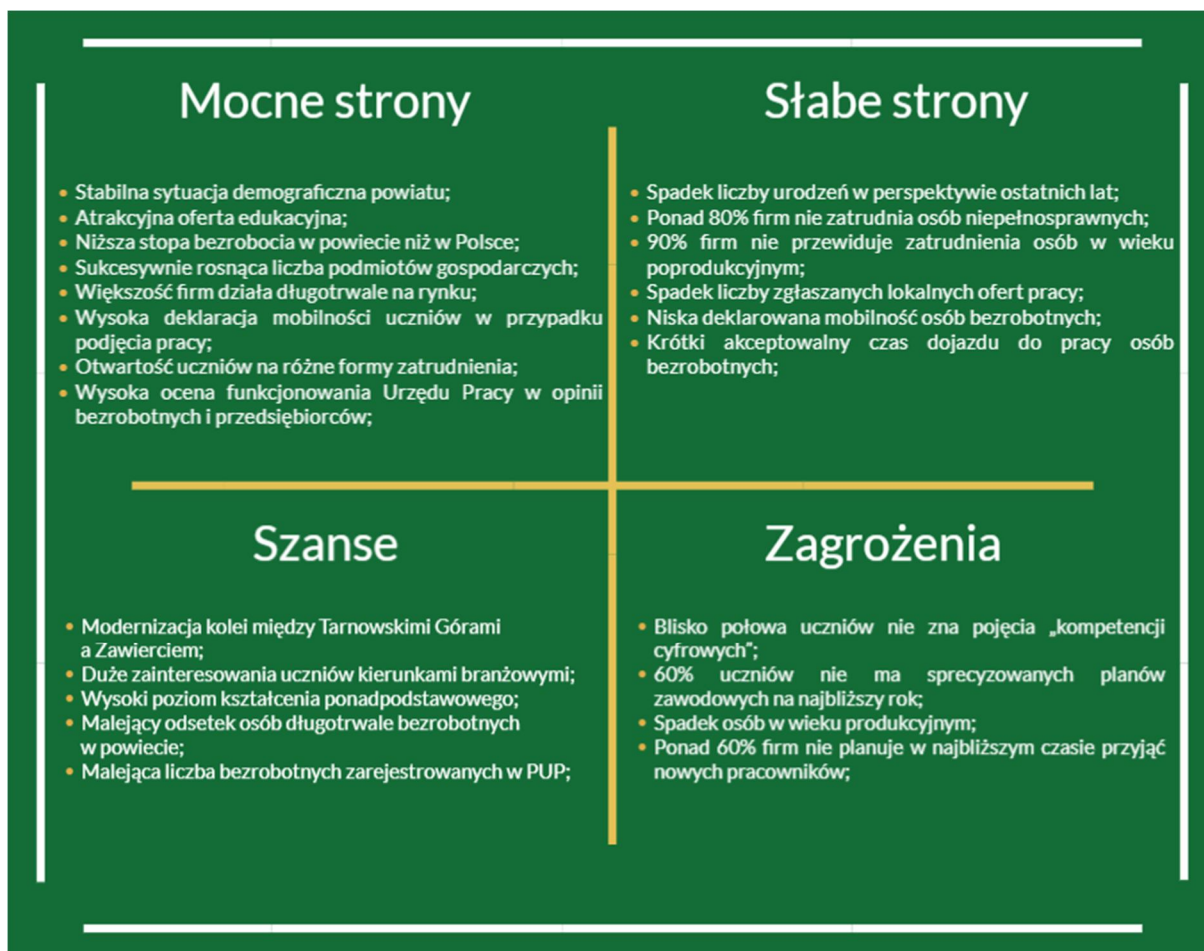 Mocne strony
• Stabilna sytuacja demograficzna powiatu;
• Atrakcyjna oferta edukacyjna;
• Niższa stopa bezrobocia w powiecie niż w Polsce;
• Sukcesywnie rosnąca liczba podmiotów gospodarczych;
• Większość firm działa długotrwale na rynku;
• Wysoka deklaracja mobilności uczniów w przypadku
podjęcia pracy;
• Otwartość uczniów na różne formy zatrudnienia;
• Wysoka ocena funkcjonowania Urzędu Pracy w opinii
bezrobotnych i przedsiębiorców;
Słabe strony
• Spadek liczby urodzeń w perspektywie ostatnich lat;
• Ponad 80% firm nie zatrudnia osób niepełnosprawnych;
• 90% firm nie przewiduje zatrudnienia osób w wieku
poprodukcyjnym;
• Spadek liczby zgłaszanych lokalnych ofert pracy;
• Niska deklarowana mobilność osób bezrobotnych;
• Krótki akceptowalny czas dojazdu do pracy osób
bezrobotnych;
Szanse
• Modernizacja kolei między Tarnowskimi Górami
a Zawierciem;
• Duże zainteresowania uczniów kierunkami branżowymi;
• Wysoki poziom kształcenia ponadpodstawowego;
• Malejący odsetek osób długotrwale bezrobotnych
w powiecie;
• Malejąca liczba bezrobotnych zarejestrowanych w PUP;
Zagrożenia
• Blisko połowa uczniów nie zna pojęcia „kompetencji
cyfrowych”;
• 60% uczniów nie ma sprecyzowanych planów
zawodowych na najbliższy rok;
• Spadek osób w wieku produkcyjnym;
• Ponad 60% firm nie planuje w najbliższym czasie przyjąć
nowych pracowników;